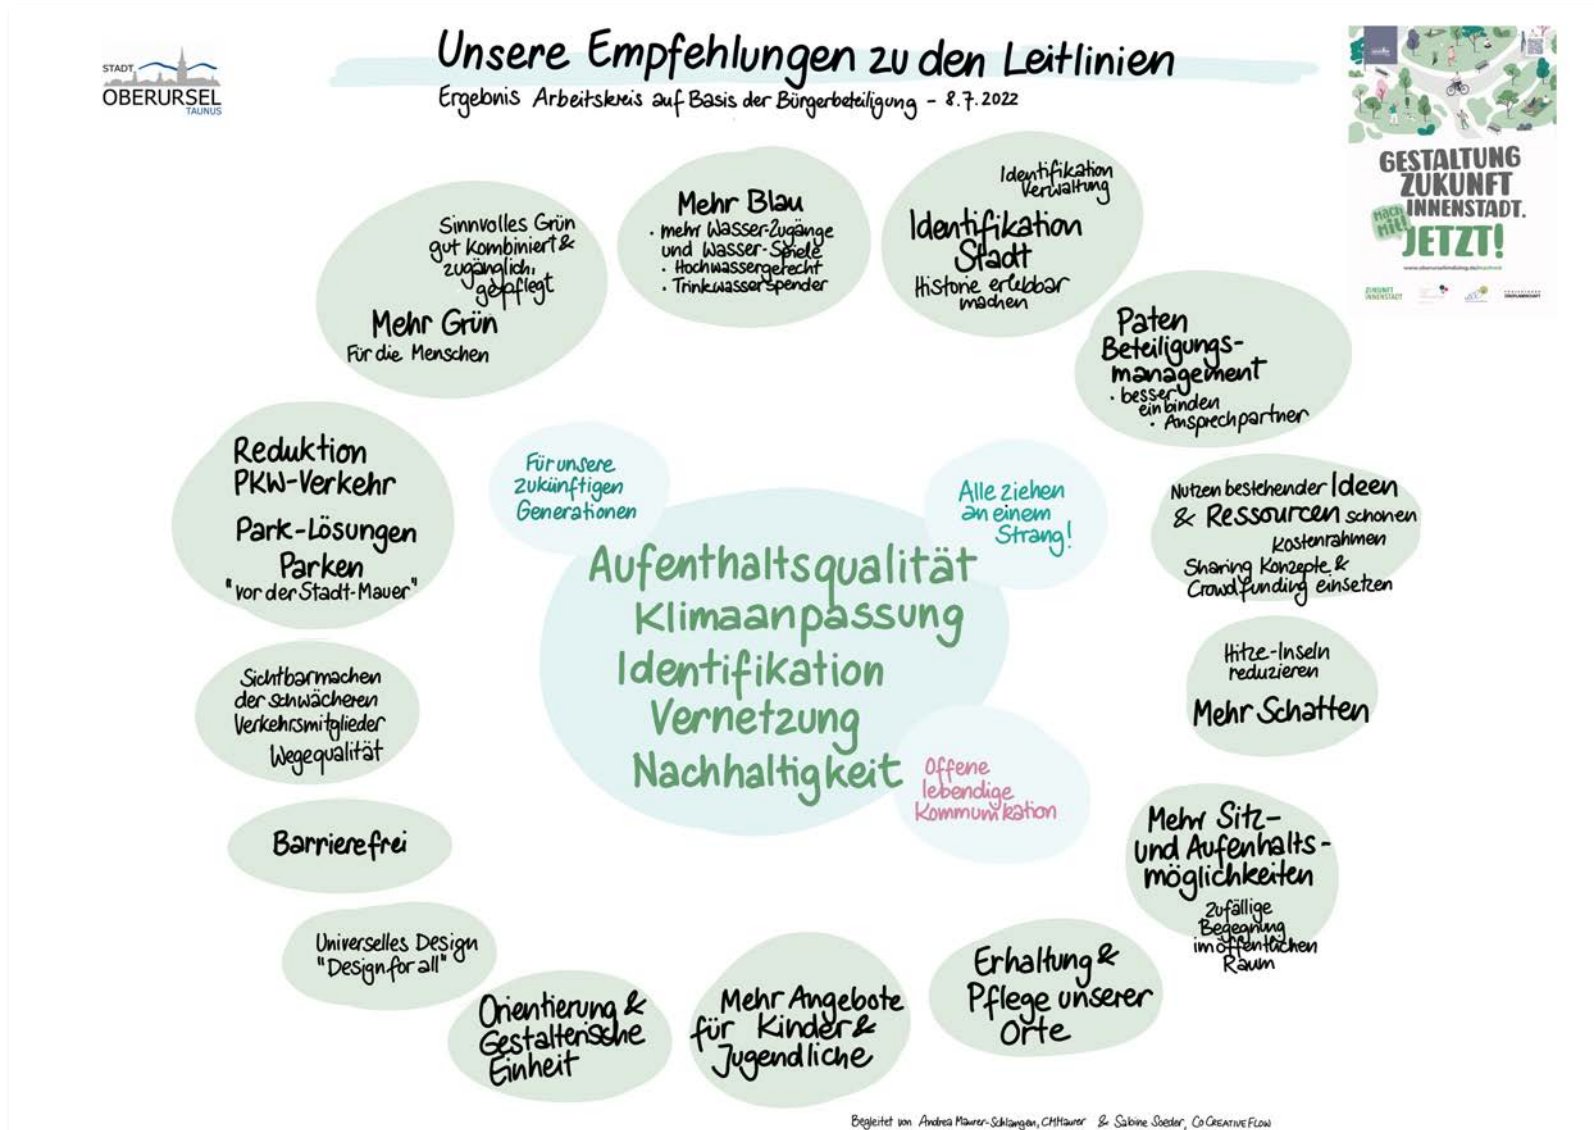 STADT
OBERURSEL
TAUNUS
Unsere Empfehlungen zu den Leitlinien
Ergebnis Arbeitskreis auf Basis der Bürgerbeteiligung - 8.7.2022
GESTALTUNG
ZUKUNFT
INNENSTADT.
MACH
MIT!
JETZT!
ZUKUNFT
INNENSTADT
Sinnvolles Grün
gut kombiniert &
zugänglich,
gepflegt
Mehr Grün
Für die Menschen
Mehr Blau
· mehr Wasser-Zugänge
und Wasser-Spiele
· Hochwassergerecht
· Trinkwasserspender
Identifikation
Verwaltung
Identifikation
Stadt
Historie erlebbar
machen
Paten
Beteiligungs-
management
· besser
einbinden
· Ansprechpartner
Nutzen bestehender Ideen
& Ressourcen schonen
Kostenrahmen
Sharing Konzepte &
Crowdfunding einsetzen
Hitze-Inseln
reduzieren
Mehr Schatten
Mehr Sitz-
und Aufenhalts-
möglichkeiten
Zufällige
Begegnung
im öffentlichen
Raum
Erhaltung &
Pflege unserer
Orte
Mehr Angebote
für Kinder &
Jugendliche
Orientierung &
Gestalterische
Einheit
Universelles Design
"Design for all"
Barrierefrei
Sichtbarmachen
der schwächeren
Verkehrsmitglieder
Wegequalität
Reduktion
PKW-Verkehr
Park-Lösungen
Parken
"vor der Stadt-Mauer"
Für unsere
zukünftigen
Generationen
Alle ziehen
an einem
Strang!
Aufenthaltsqualität
Klimaanpassung
Identifikation
Vernetzung
Nachhaltigkeit
Offene
lebendige
Kommunikation
Begleitet von Andrea Maurer-Schlangen, CMHaurer & Sabine Soeder, CoCREATIVE FLOW